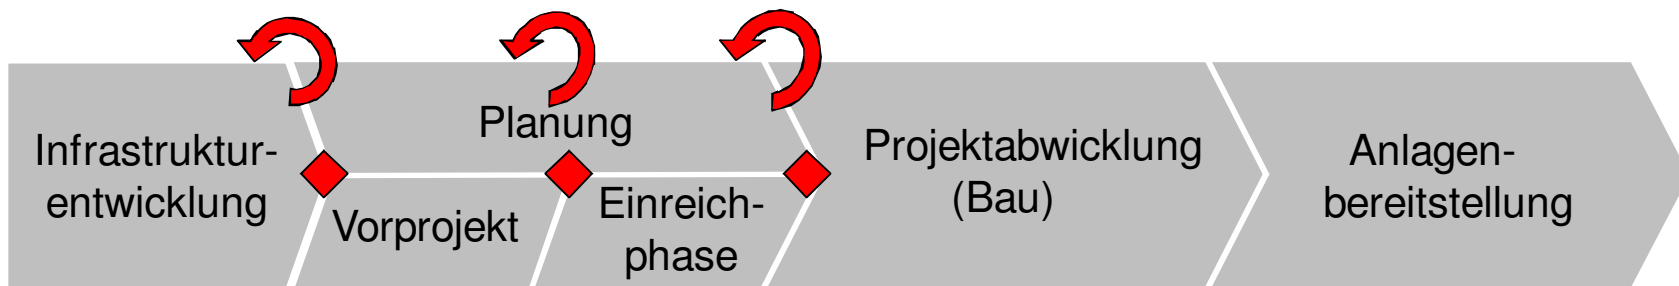 Infrastruktur-
entwicklung
Planung
Vorprojekt
Einreich-
phase
Projektabwicklung
(Bau)
Anlagen-
bereitstellung